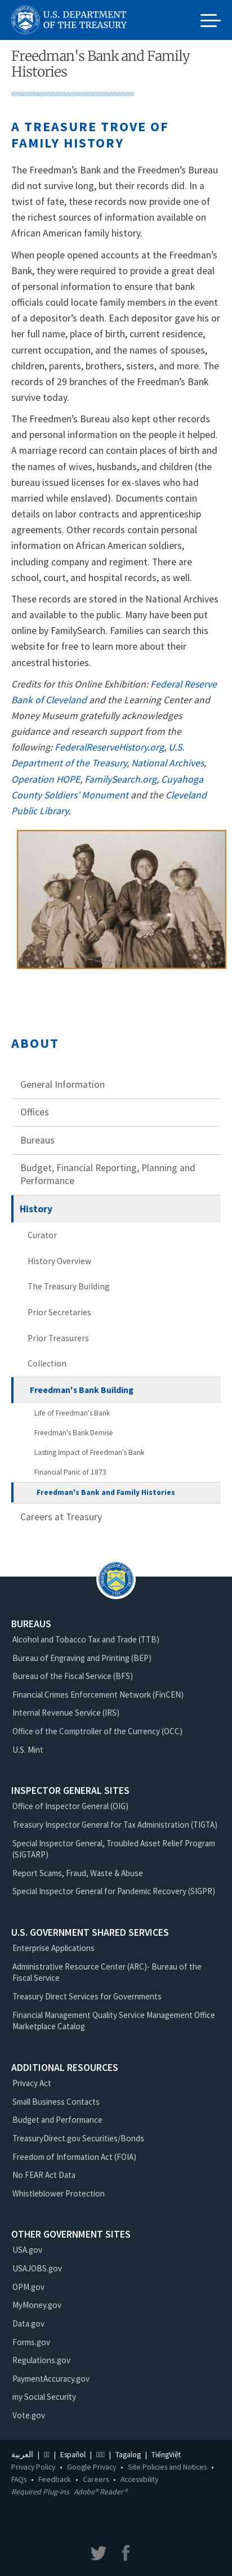 U.S. DEPARTMENT
OF THE TREASURY
Freedman's Bank and Family
Histories
A TREASURE TROVE OF
FAMILY HISTORY
The Freedman’s Bank and the Freedmen’s Bureau
did not survive long, but their records did. In a
twist of fate, these records now provide one of
the richest sources of information available on
African American family history.
When people opened accounts at the Freedman’s
Bank, they were required to provide a great deal
of personal information to ensure that bank
officials could locate family members in the event
of a depositor’s death. Each depositor gave his or
her full name, place of birth, current residence,
current occupation, and the names of spouses,
children, parents, brothers, sisters, and more. The
records of 29 branches of the Freedman’s Bank
survive today.
The Freedmen’s Bureau also kept other records
and personal information on the people it helped.
A marriage record can contain places of birth and
the names of wives, husbands, and children (the
bureau issued licenses for ex-slaves who had
married while enslaved). Documents contain
details on labor contracts and apprenticeship
agreements. Other records contain personal
information on African American soldiers,
including company and regiment. There are
school, court, and hospital records, as well.
These records are stored in the National Archives
and available to the public. Many have been put
online by FamilySearch. Families can search this
website for free to learn more about their
ancestral histories.
Credits for this Online Exhibition: Federal Reserve
Bank of Cleveland and the Learning Center and
Money Museum gratefully acknowledges
guidance and research support from the
following: FederalReserveHistory.org, U.S.
Department of the Treasury, National Archives,
Operation HOPE, FamilySearch.org, Cuyahoga
County Soldiers’ Monument and the Cleveland
Public Library.
ABOUT
General Information
Offices
Bureaus
Budget, Financial Reporting, Planning and
Performance
History
Curator
History Overview
The Treasury Building
Prior Secretaries
Prior Treasurers
Collection
Freedman's Bank Building
Life of Freedman's Bank
Freedman's Bank Demise
Lasting Impact of Freedman's Bank
Financial Panic of 1873
Freedman's Bank and Family Histories
Careers at Treasury
BUREAUS
Alcohol and Tobacco Tax and Trade (TTB)
Bureau of Engraving and Printing (BEP)
Bureau of the Fiscal Service (BFS)
Financial Crimes Enforcement Network (FinCEN)
Internal Revenue Service (IRS)
Office of the Comptroller of the Currency (OCC)
U.S. Mint
INSPECTOR GENERAL SITES
Office of Inspector General (OIG)
Treasury Inspector General for Tax Administration (TIGTA)
Special Inspector General, Troubled Asset Relief Program
(SIGTARP)
Report Scams, Fraud, Waste & Abuse
Special Inspector General for Pandemic Recovery (SIGPR)
U.S. GOVERNMENT SHARED SERVICES
Enterprise Applications
Administrative Resource Center (ARC)- Bureau of the
Fiscal Service
Treasury Direct Services for Governments
Financial Management Quality Service Management Office
Marketplace Catalog
ADDITIONAL RESOURCES
Privacy Act
Small Business Contacts
Budget and Performance
TreasuryDirect.gov Securities/Bonds
Freedom of Information Act (FOIA)
No FEAR Act Data
Whistleblower Protection
OTHER GOVERNMENT SITES
USA.gov
USAJOBS.gov
OPM.gov
MyMoney.gov
Data.gov
Forms.gov
Regulations.gov
PaymentAccuracy.gov
my Social Security
Vote.gov
العربية | | Español | | Tagalog | TiếngViệt
Privacy Policy • Google Privacy • Site Policies and Notices •
FAQs • Feedback • Careers • Accessibility
Required Plug-ins Adobe® Reader®